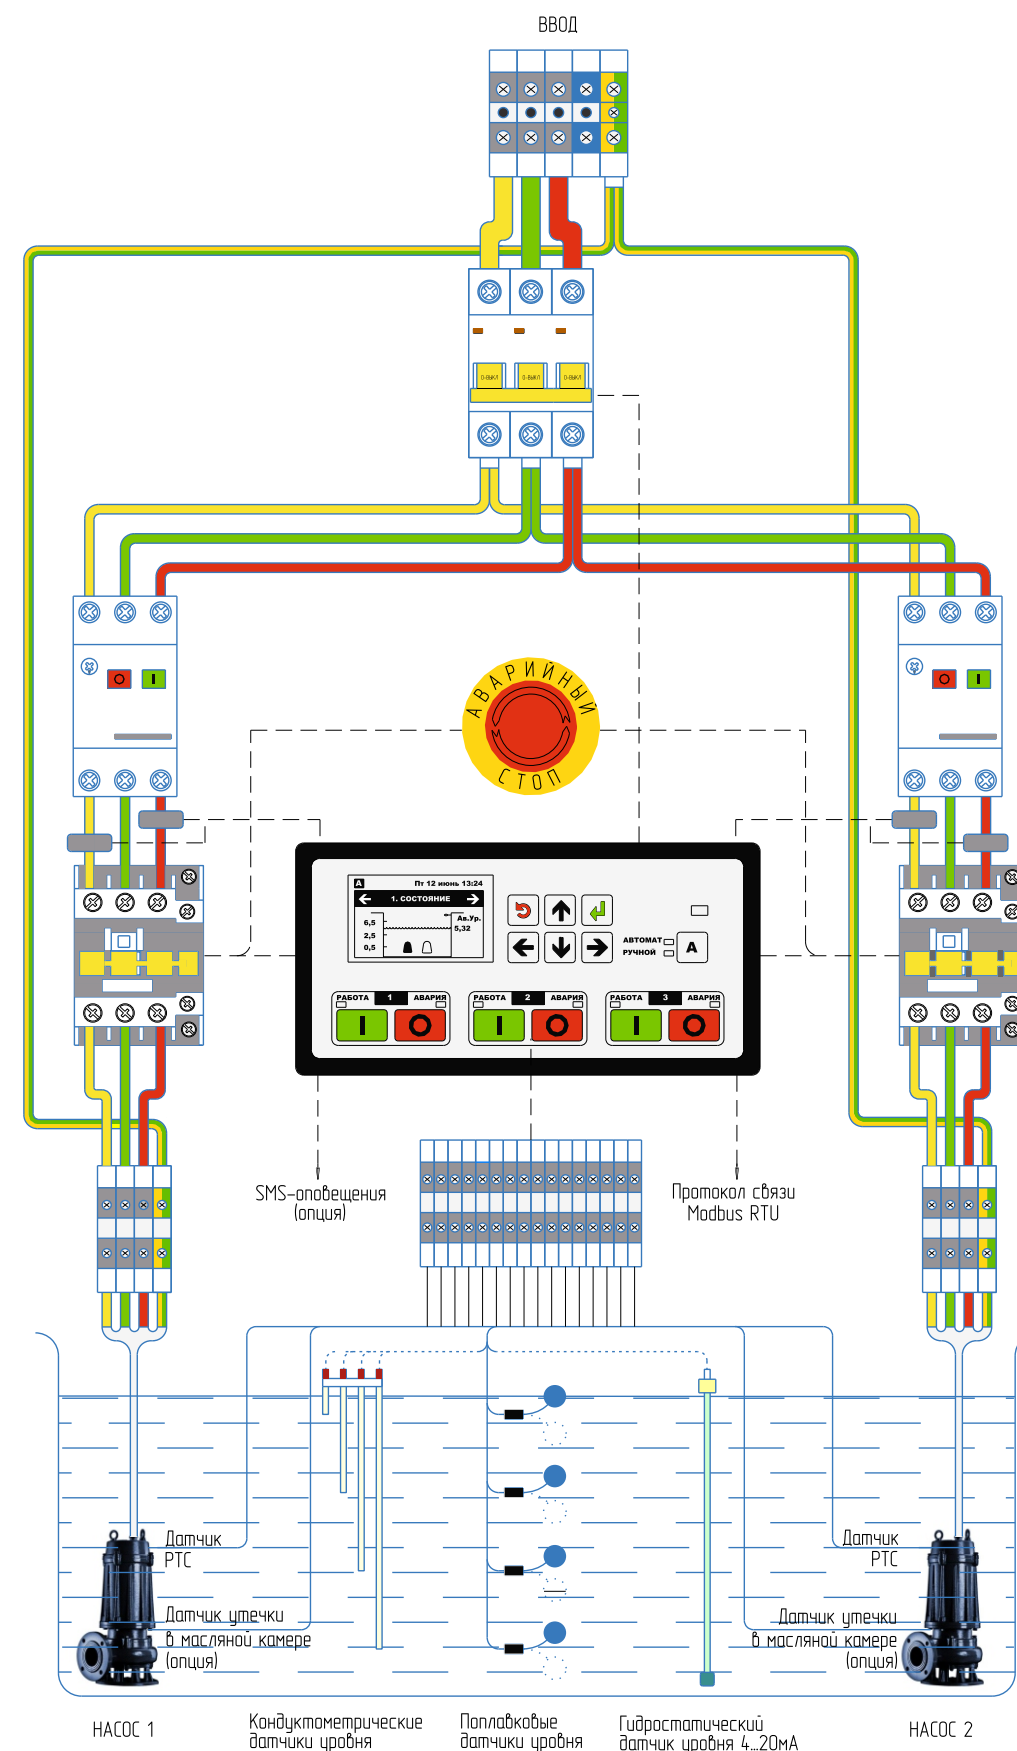 ВВОД
О-ВЫКЛ О-ВЫКЛ О-ВЫКЛ
O I
O I
АВАРИЙНЫЙ
СТОП
A Пт 12 июнь 13:24
1. СОСТОЯНИЕ
Ав.Ур.
6,5
5,32
2,5
0,5
АВТОМАТ
РУЧНОЙ
A
РАБОТА 1 АВАРИЯ
РАБОТА 2 АВАРИЯ
РАБОТА 3 АВАРИЯ
I O
I O
I O
SMS-оповещения
(опция)
Протокол связи
Modbus RTU
Датчик
PTC
Датчик
PTC
Датчик утечки
в масляной камере
(опция)
Датчик утечки
в масляной камере
(опция)
НАСОС 1
Кондуктометрические
датчики уровня
Поплавковые
датчики уровня
Гидростатический
датчик уровня 4...20мА
НАСОС 2